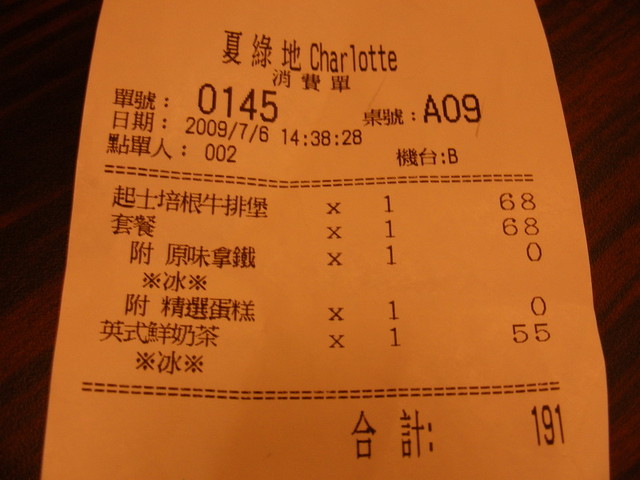 夏綠地 Charlotte
消費單
單號: 0145 桌號: A09
日期: 2009/7/6 14:38:28
點單人: 002 機台:B
起士培根牛排堡 x 1 68
套餐 x 1 68
附 原味拿鐵 x 1 0
※冰※
附 精選蛋糕 x 1 0
英式鮮奶茶 x 1 55
※冰※
合計: 191